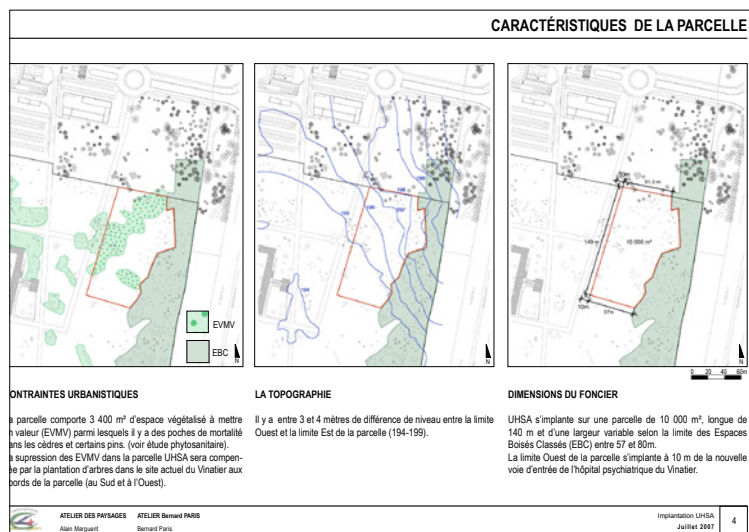 CARACTÉRISTIQUES DE LA PARCELLE
EVMV
EBC
N
ONTRAINTES URBANISTIQUES
a parcelle comporte 3 400 m² d'espace végétalisé à mettre
n valeur (EVMV) parmi lesquels il y a des poches de mortalité
ans les cèdres et certains pins. (voir étude phytosanitaire).
a supression des EVMV dans la parcelle UHSA sera compen-
ée par la plantation d'arbres dans le site actuel du Vinatier aux
bords de la parcelle (au Sud et à l'Ouest).
194
N
LA TOPOGRAPHIE
Il y a entre 3 et 4 mètres de différence de niveau entre la limite
Ouest et la limite Est de la parcelle (194-199).
140 m
10 000 m²
57m
10m
N
0 20 40 60m
DIMENSIONS DU FONCIER
UHSA s'implante sur une parcelle de 10 000 m², longue de
140 m et d'une largeur variable selon la limite des Espaces
Boisés Classés (EBC) entre 57 et 80m.
La limite Ouest de la parcelle s'implante à 10 m de la nouvelle
voie d'entrée de l'hôpital psychiatrique du Vinatier.
ATELIER DES PAYSAGES ATELIER Bernard PARIS
Alain Marguerit Bernard Paris
Implantation UHSA
Juillet 2007
4